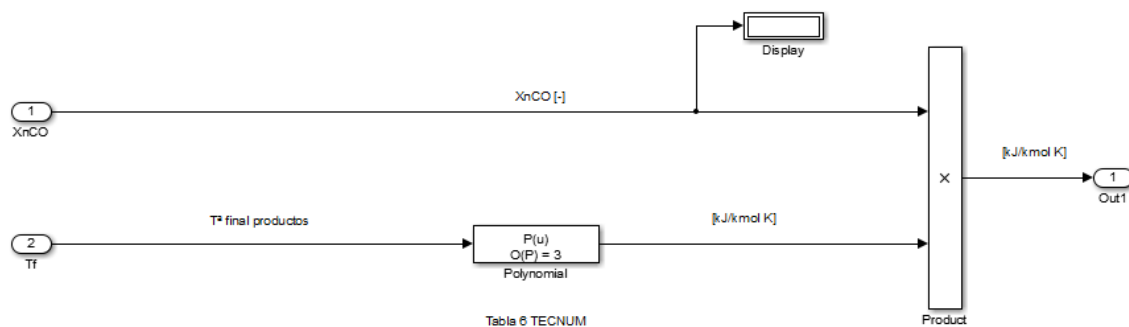 Display
XnCO [-]
1
XnCO
[kJ/kmol K]
×
1
Out1
Tª final productos
[kJ/kmol K]
2
Tf
P(u)
O(P) = 3
Polynomial
Tabla 6 TECNUM
Product